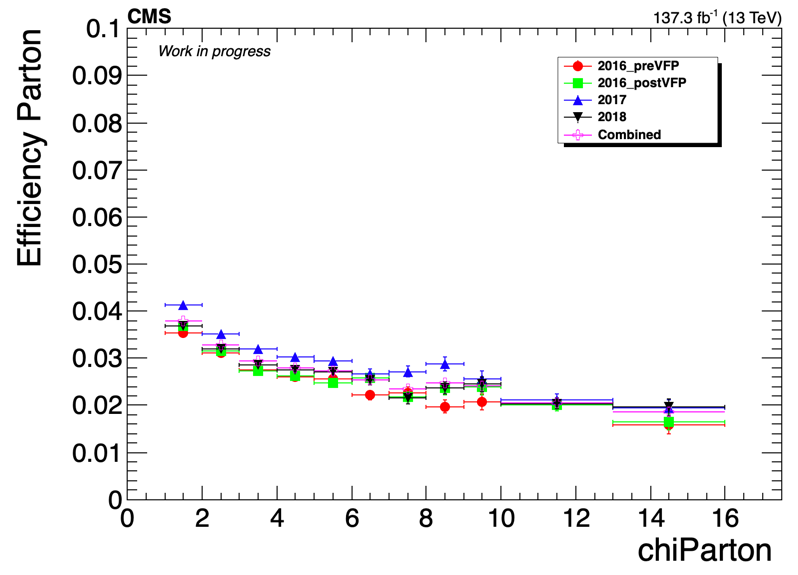 CMS 137.3 fb⁻¹ (13 TeV)
Work in progress
Efficiency Parton
0.1
0.09
0.08
0.07
0.06
0.05
0.04
0.03
0.02
0.01
0
2016_preVFP
2016_postVFP
2017
2018
Combined
0 2 4 6 8 10 12 14 16
chiParton